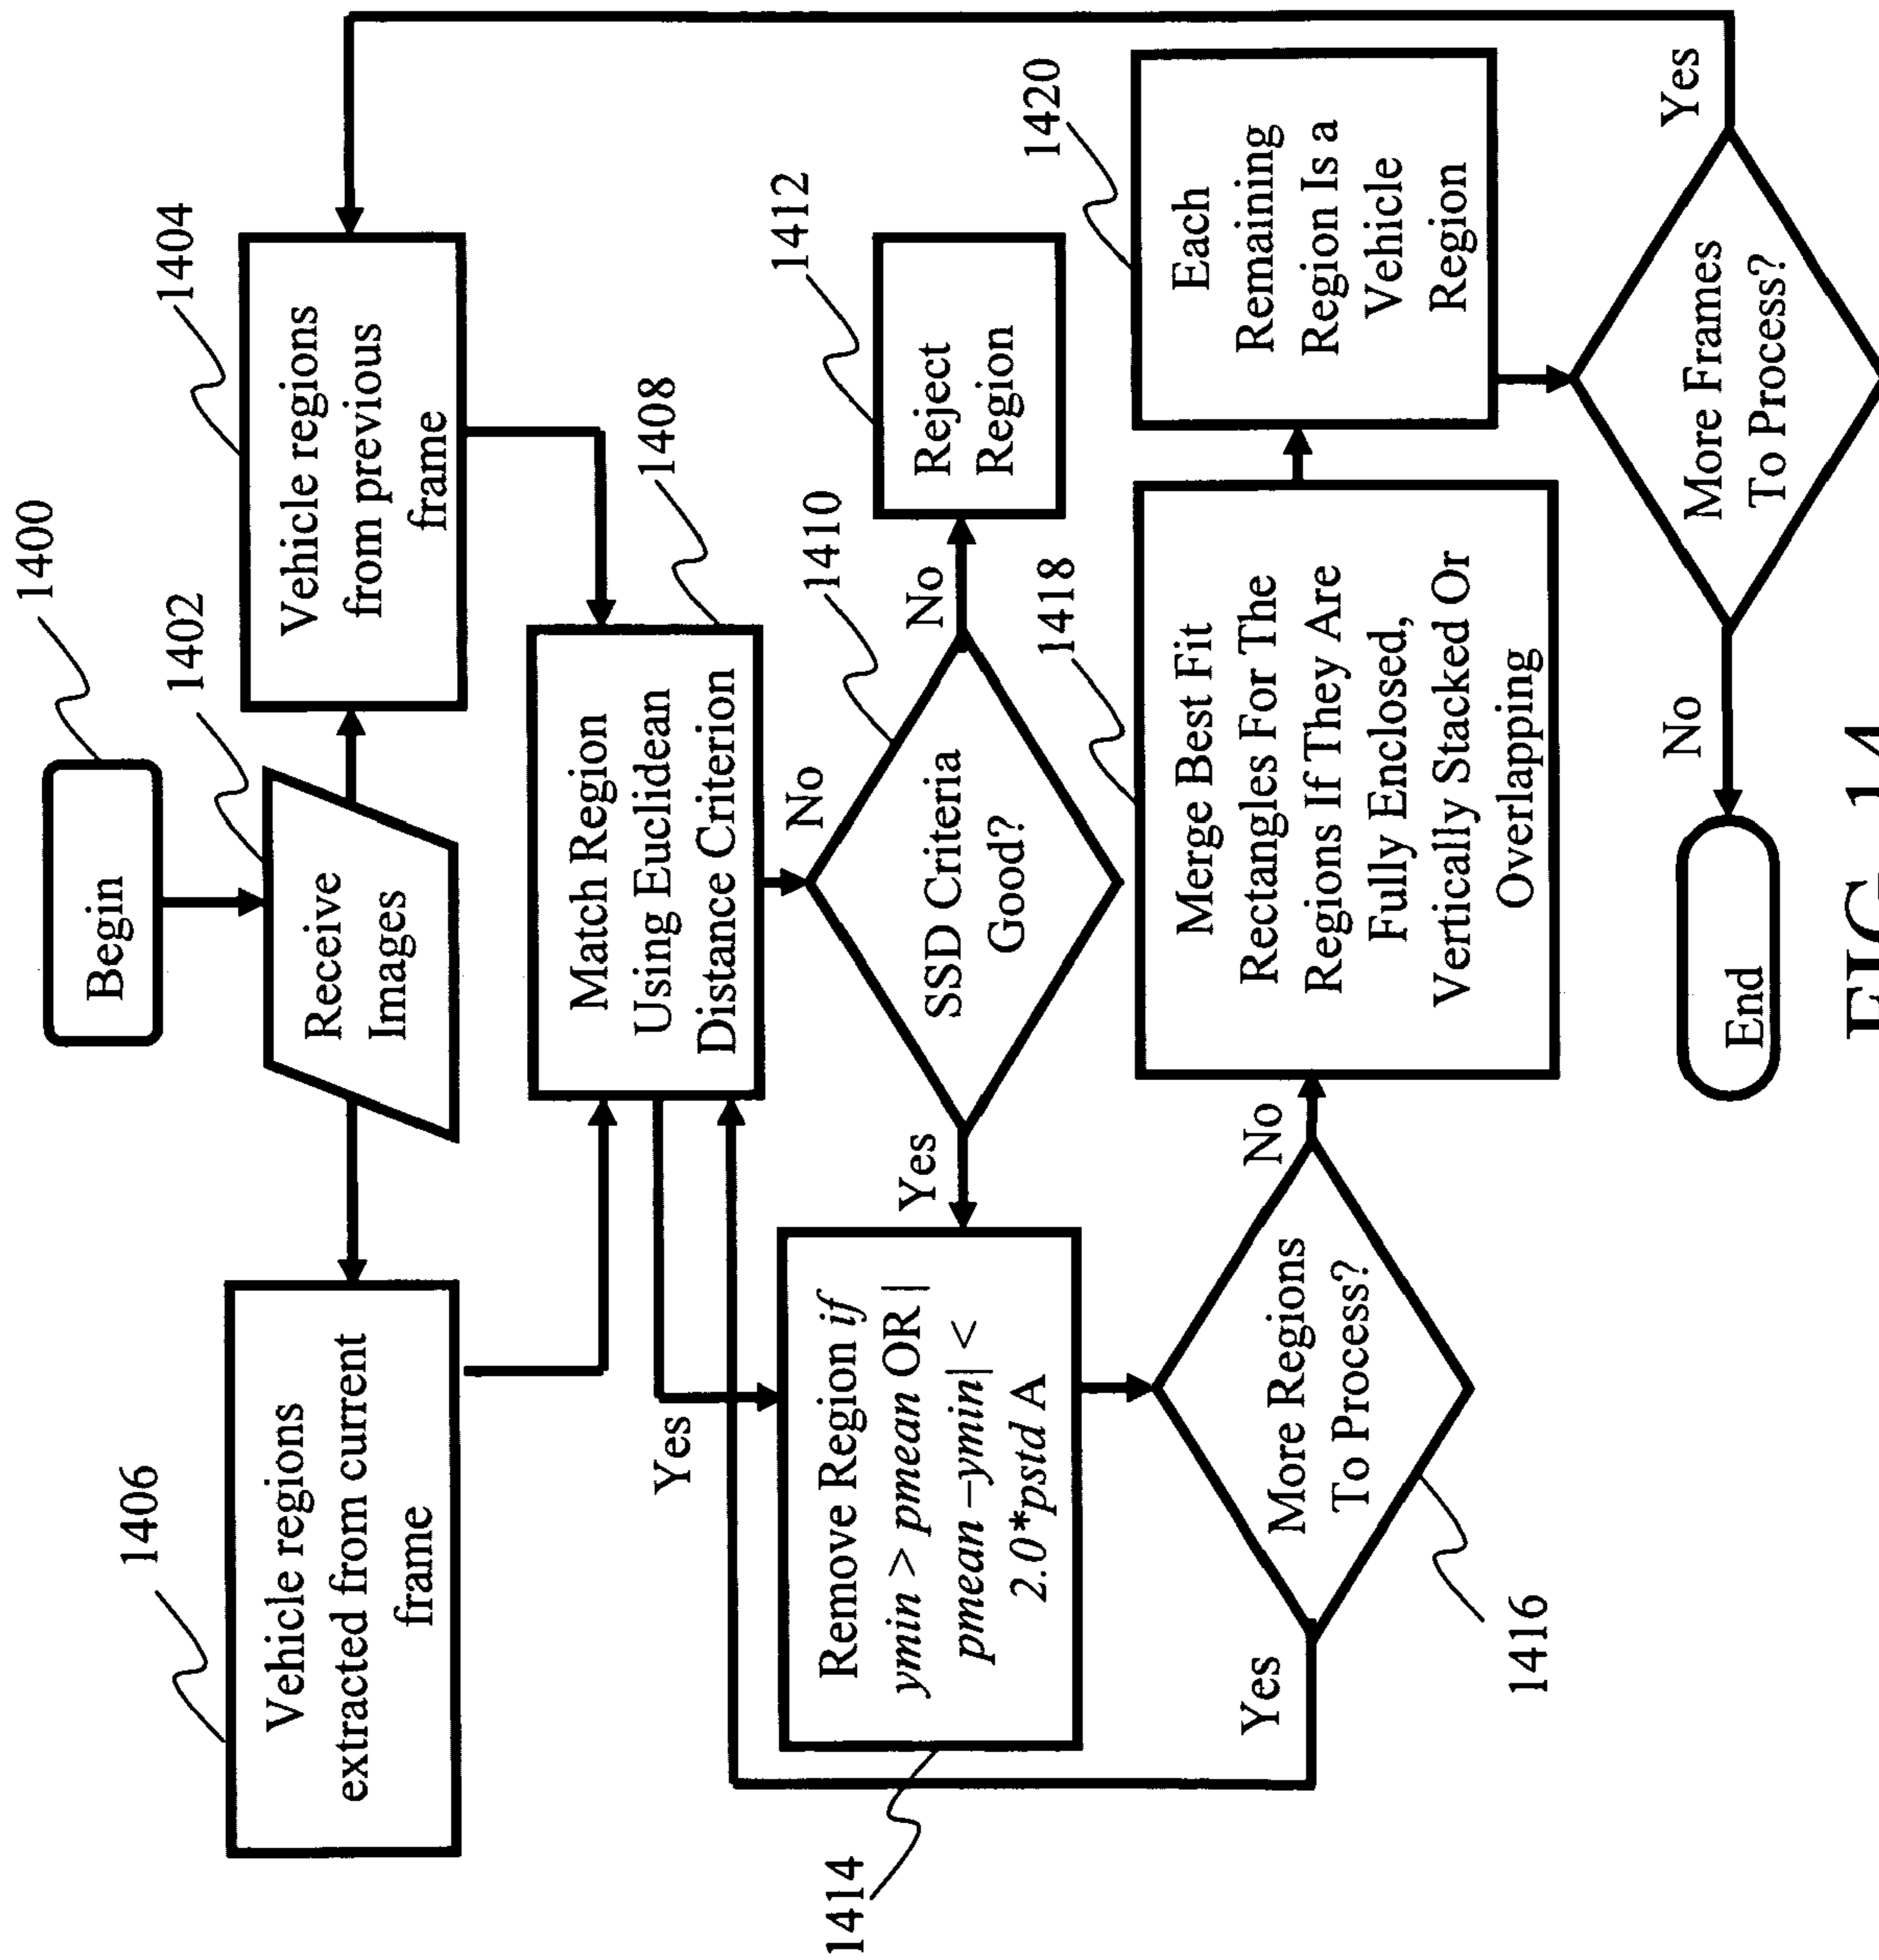 1400
Begin
1402
Receive
Images
1404
Vehicle regions
from previous
frame
1406
Vehicle regions
extracted from current
frame
1408
Match Region
Using Euclidean
Distance Criterion
Yes
No
1410
SSD Criteria
Good?
No
1412
Reject
Region
Yes
1414
Remove Region if
ymin > pmean OR |
pmean –ymin| <
2.0*pstd A
1416
More Regions
To Process?
Yes
No
1418
Merge Best Fit
Rectangles For The
Regions If They Are
Fully Enclosed,
Vertically Stacked Or
Overlapping
1420
Each
Remaining
Region Is a
Vehicle
Region
More Frames
To Process?
Yes
No
End
FIG. 14